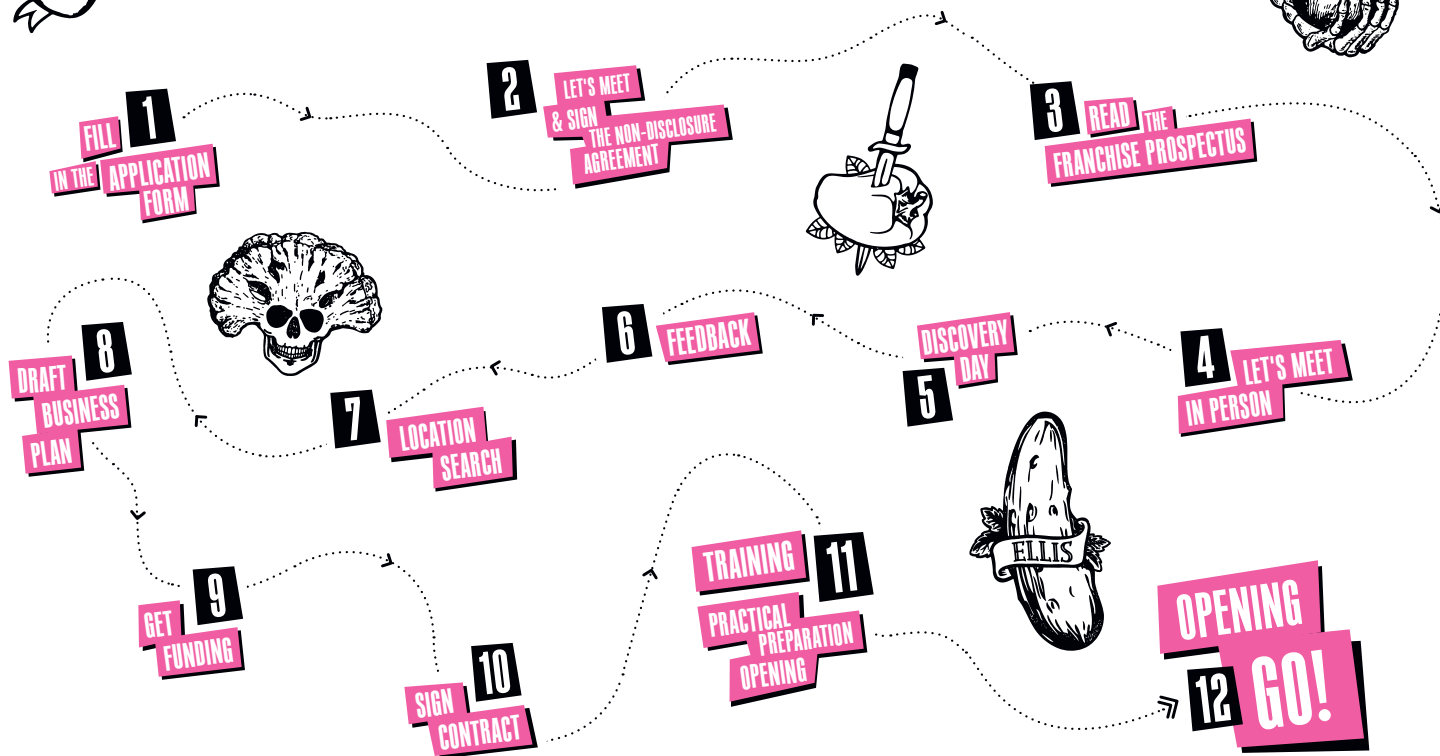 1
FILL
IN THE
APPLICATION
FORM
2
LET'S MEET
& SIGN
THE NON-DISCLOSURE
AGREEMENT
3
READ
THE
FRANCHISE PROSPECTUS
4
LET'S MEET
IN PERSON
DISCOVERY
DAY
5
6
FEEDBACK
7
LOCATION
SEARCH
8
DRAFT
BUSINESS
PLAN
9
GET
FUNDING
10
SIGN
CONTRACT
TRAINING
11
PRACTICAL
PREPARATION
OPENING
ELLIS
OPENING
12
GO!